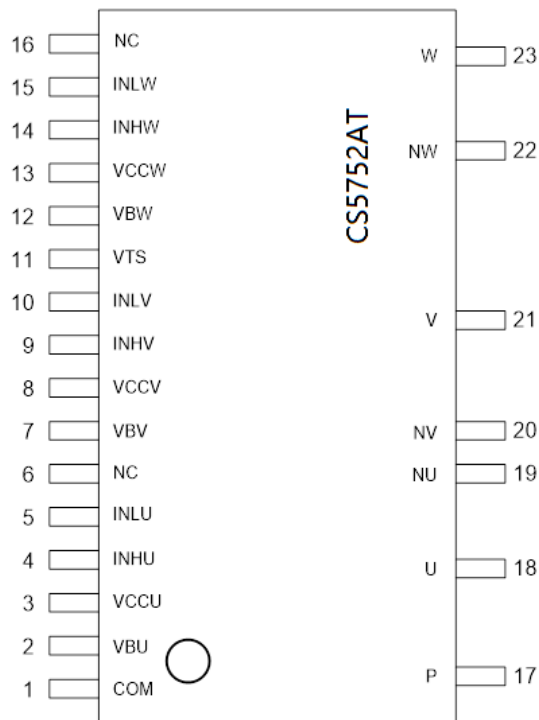 16 NC
W 23
15 INLW
14 INHW
CS5752AT
NW 22
13 VCCW
12 VBW
11 VTS
10 INLV
V 21
9 INHV
8 VCCV
7 VBV
NV 20
6 NC
NU 19
5 INLU
4 INHU
U 18
3 VCCU
2 VBU
P 17
1 COM